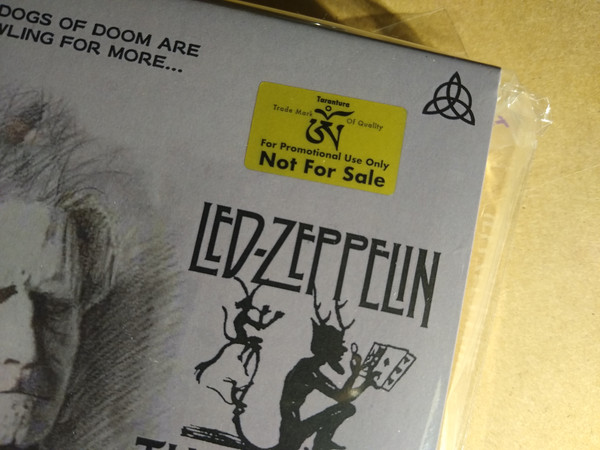 DOGS OF DOOM ARE
WLING FOR MORE...
Tarantura
Trade Mark Of Quality
ༀ
For Promotional Use Only
Not For Sale
LED-ZEPPELIN